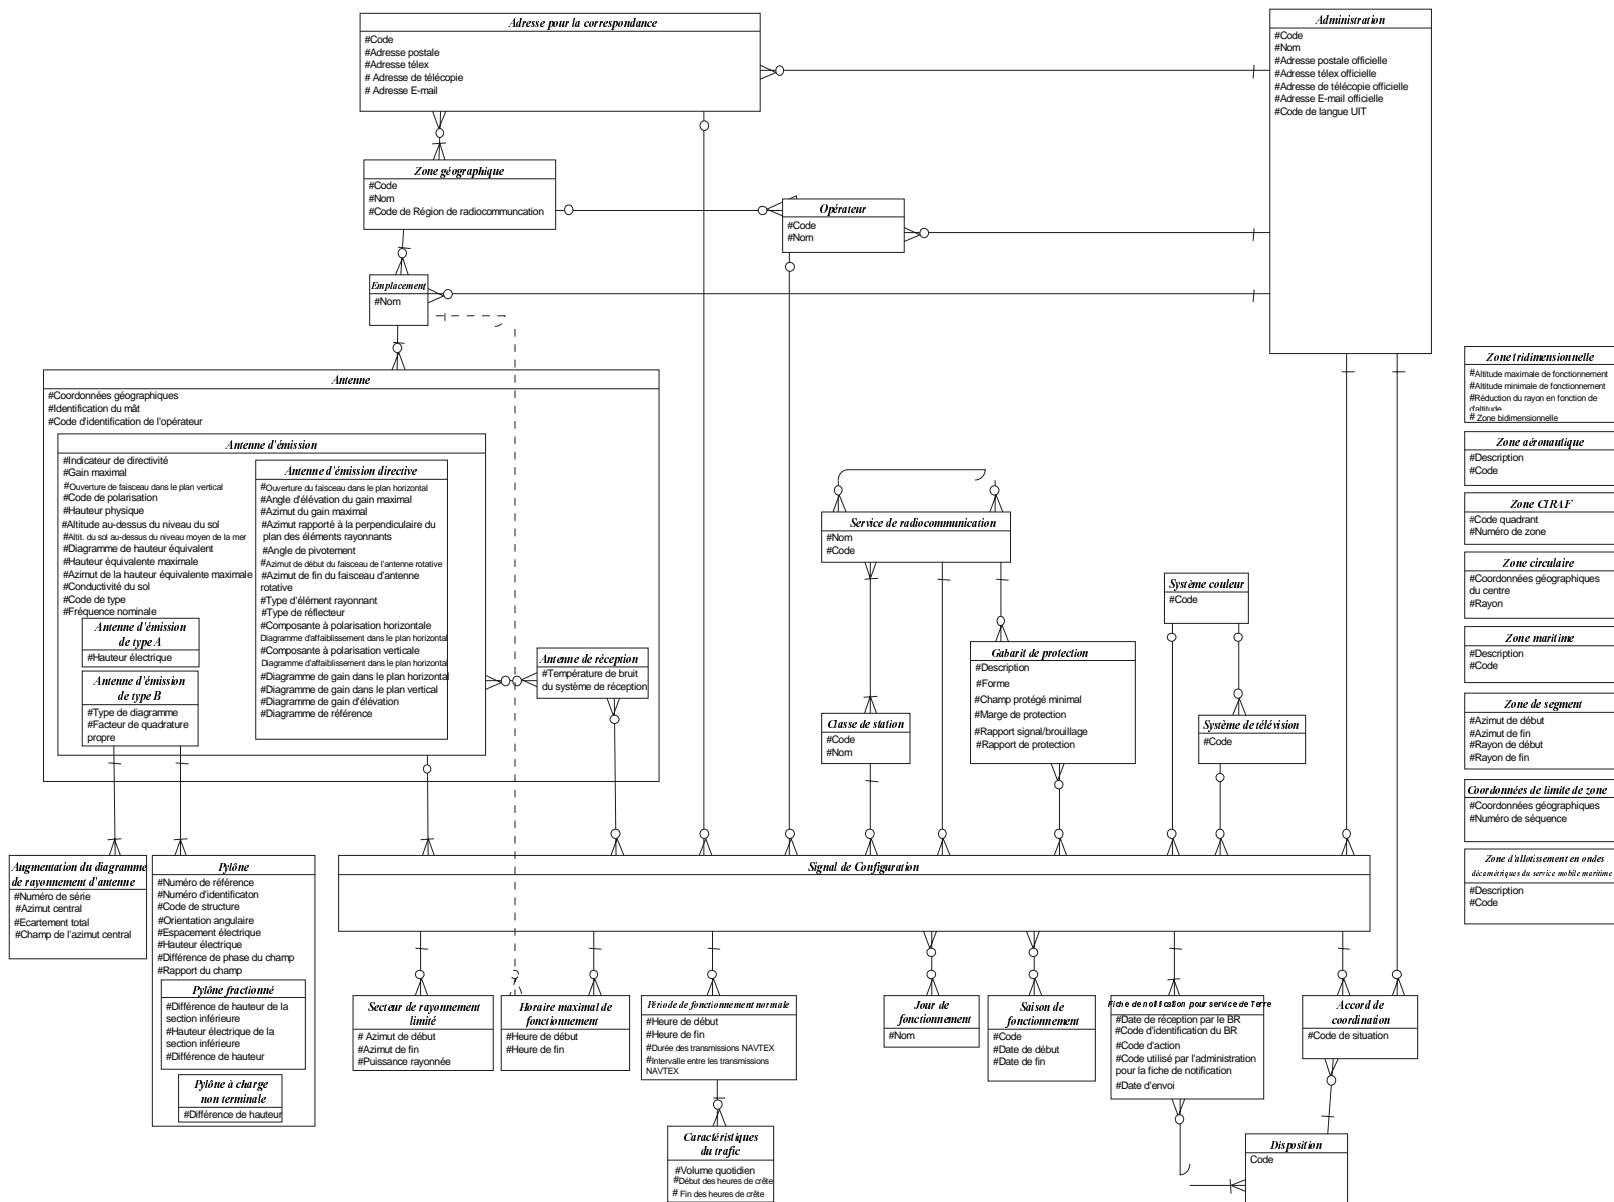 Adresse pour la correspondance
#Code
#Adresse postale
#Adresse télex
# Adresse de télécopie
# Adresse E-mail
Administration
#Code
#Nom
#Adresse postale officielle
#Adresse télex officielle
#Adresse de télécopie officielle
#Adresse E-mail officielle
#Code de langue UIT
Zone géographique
#Code
#Nom
#Code de Région de radiocommuncation
Opérateur
#Code
#Nom
Emplacement
#Nom
Antenne
#Coordonnées géographiques
#Identification du mât
#Code d'identification de l'opérateur
Antenne d'émission
#Indicateur de directivité
#Gain maximal
#Ouverture de faisceau dans le plan vertical
#Code de polarisation
#Hauteur physique
#Altitude au-dessus du niveau du sol
#Altit. du sol au-dessus du niveau moyen de la mer
#Diagramme de hauteur équivalent
#Hauteur équivalente maximale
#Azimut de la hauteur équivalente maximale
#Conductivité du sol
#Code de type
#Fréquence nominale
Antenne d'émission
de type A
#Hauteur électrique
Antenne d'émission
de type B
#Type de diagramme
#Facteur de quadrature
propre
Antenne d'émission directive
#Ouverture du faisceau dans le plan horizontal
#Angle d'élévation du gain maximal
#Azimut du gain maximal
#Azimut rapporté à la perpendiculaire du
plan des éléments rayonnants
#Angle de pivotement
#Azimut de début du faisceau de l'antenne rotative
#Azimut de fin du faisceau d'antenne
rotative
#Type d'élément rayonnant
#Type de réflecteur
#Composante à polarisation horizontale
Diagramme d'affaiblissement dans le plan horizontal
#Composante à polarisation verticale
Diagramme d'affaiblissement dans le plan horizontal
#Diagramme de gain dans le plan horizontal
#Diagramme de gain dans le plan vertical
#Diagramme de gain d'élévation
#Diagramme de référence
Antenne de réception
#Température de bruit
du système de réception
Service de radiocommunication
#Nom
#Code
Classe de station
#Code
#Nom
Gabarit de protection
#Description
#Forme
#Champ protégé minimal
#Marge de protection
#Rapport signal/brouillage
#Rapport de protection
Système couleur
#Code
Système de télévision
#Code
Zone tridimensionnelle
#Altitude maximale de fonctionnement
#Altitude minimale de fonctionnement
#Réduction du rayon en fonction de
d'altitude
# Zone bidimensionnelle
Zone aéronautique
#Description
#Code
Zone CIRAF
#Code quadrant
#Numéro de zone
Zone circulaire
#Coordonnées géographiques
du centre
#Rayon
Zone maritime
#Description
#Code
Zone de segment
#Azimut de début
#Azimut de fin
#Rayon de début
#Rayon de fin
Coordonnées de limite de zone
#Coordonnées géographiques
#Numéro de séquence
Zone d'allotissement en ondes
décamétriques du service mobile maritime
#Description
#Code
Augmentation du diagramme
de rayonnement d'antenne
#Numéro de série
#Azimut central
#Ecartement total
#Champ de l'azimut central
Pylône
#Numéro de référence
#Numéro d'identificaton
#Code de structure
#Orientation angulaire
#Espacement électrique
#Hauteur électrique
#Différence de phase du champ
#Rapport du champ
Pylône fractionné
#Différence de hauteur de la
section inférieure
#Hauteur électrique de la
section inférieure
#Différence de hauteur
Pylône à charge
non terminale
#Différence de hauteur
Signal de Configuration
Secteur de rayonnement
limité
# Azimut de début
#Azimut de fin
#Puissance rayonnée
Horaire maximal de
fonctionnement
#Heure de début
#Heure de fin
Période de fonctionnement normale
#Heure de début
#Heure de fin
#Durée des transmissions NAVTEX
#Intervalle entre les transmissions
NAVTEX
Caractéristiques
du trafic
#Volume quotidien
#Début des heures de crête
# Fin des heures de crête
Jour de
fonctionnement
#Nom
Saison de
fonctionnement
#Code
#Date de début
#Date de fin
Fiche de notification pour service de Terre
#Date de réception par le BR
#Code d'identification du BR
#Code d'action
#Code utilisé par l'administration
pour la fiche de notification
#Date d'envoi
Accord de
coordination
#Code de situation
Disposition
Code